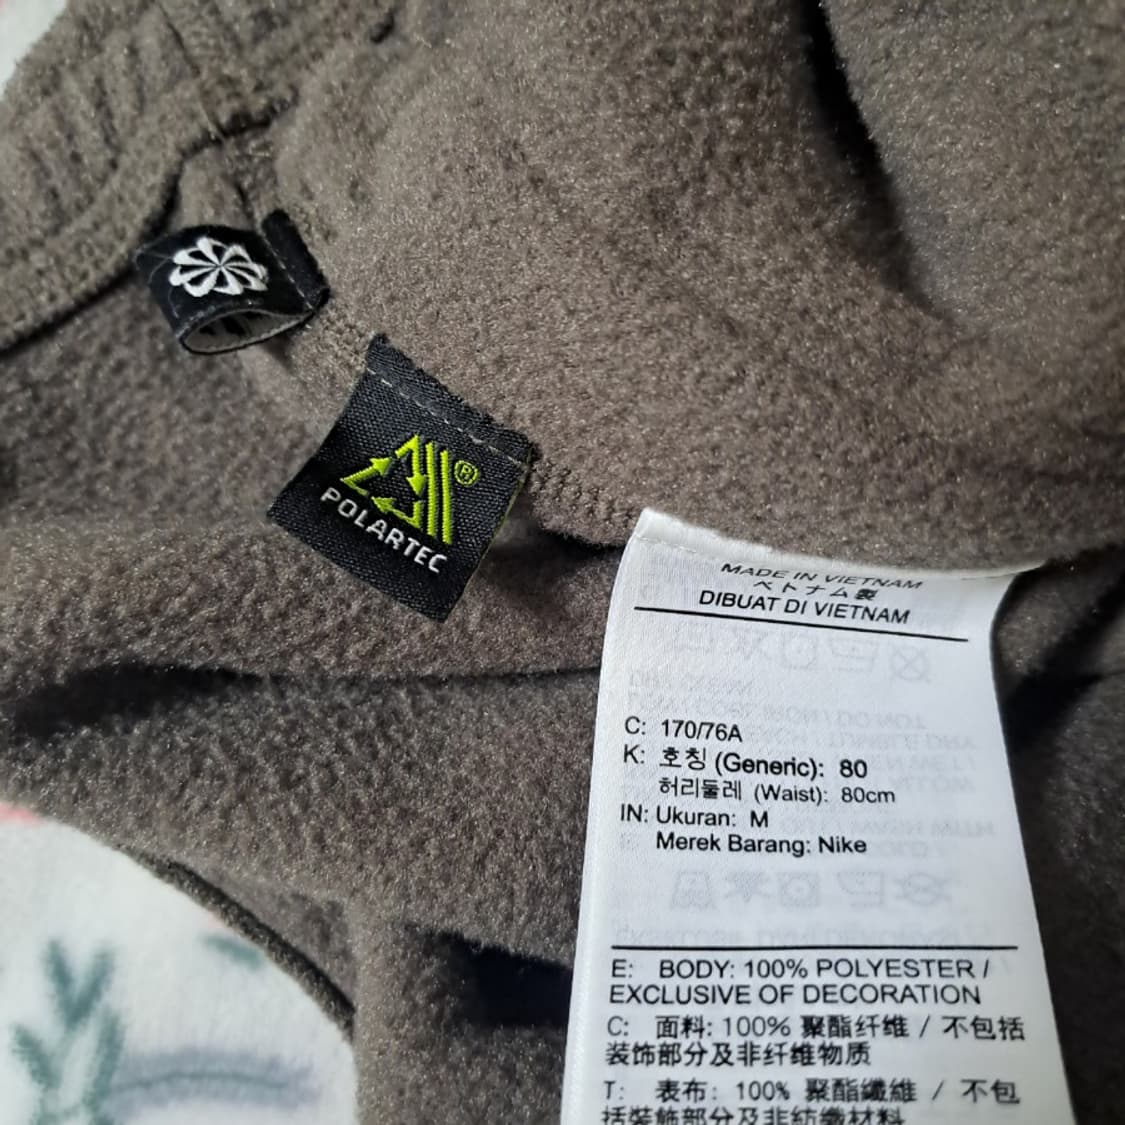 POLARTEC®
MADE IN VIETNAM
ベトナム製
DIBUAT DI VIETNAM
C: 170/76A
K: 호칭 (Generic): 80
허리둘레 (Waist): 80cm
IN: Ukuran: M
Merek Barang: Nike
E: BODY: 100% POLYESTER /
EXCLUSIVE OF DECORATION
C: 面料: 100% 聚酯纤维 / 不包括
装饰部分及非纤维物质
T: 表布: 100% 聚酯纖維 / 不包
括裝飾部分及非紡織材料